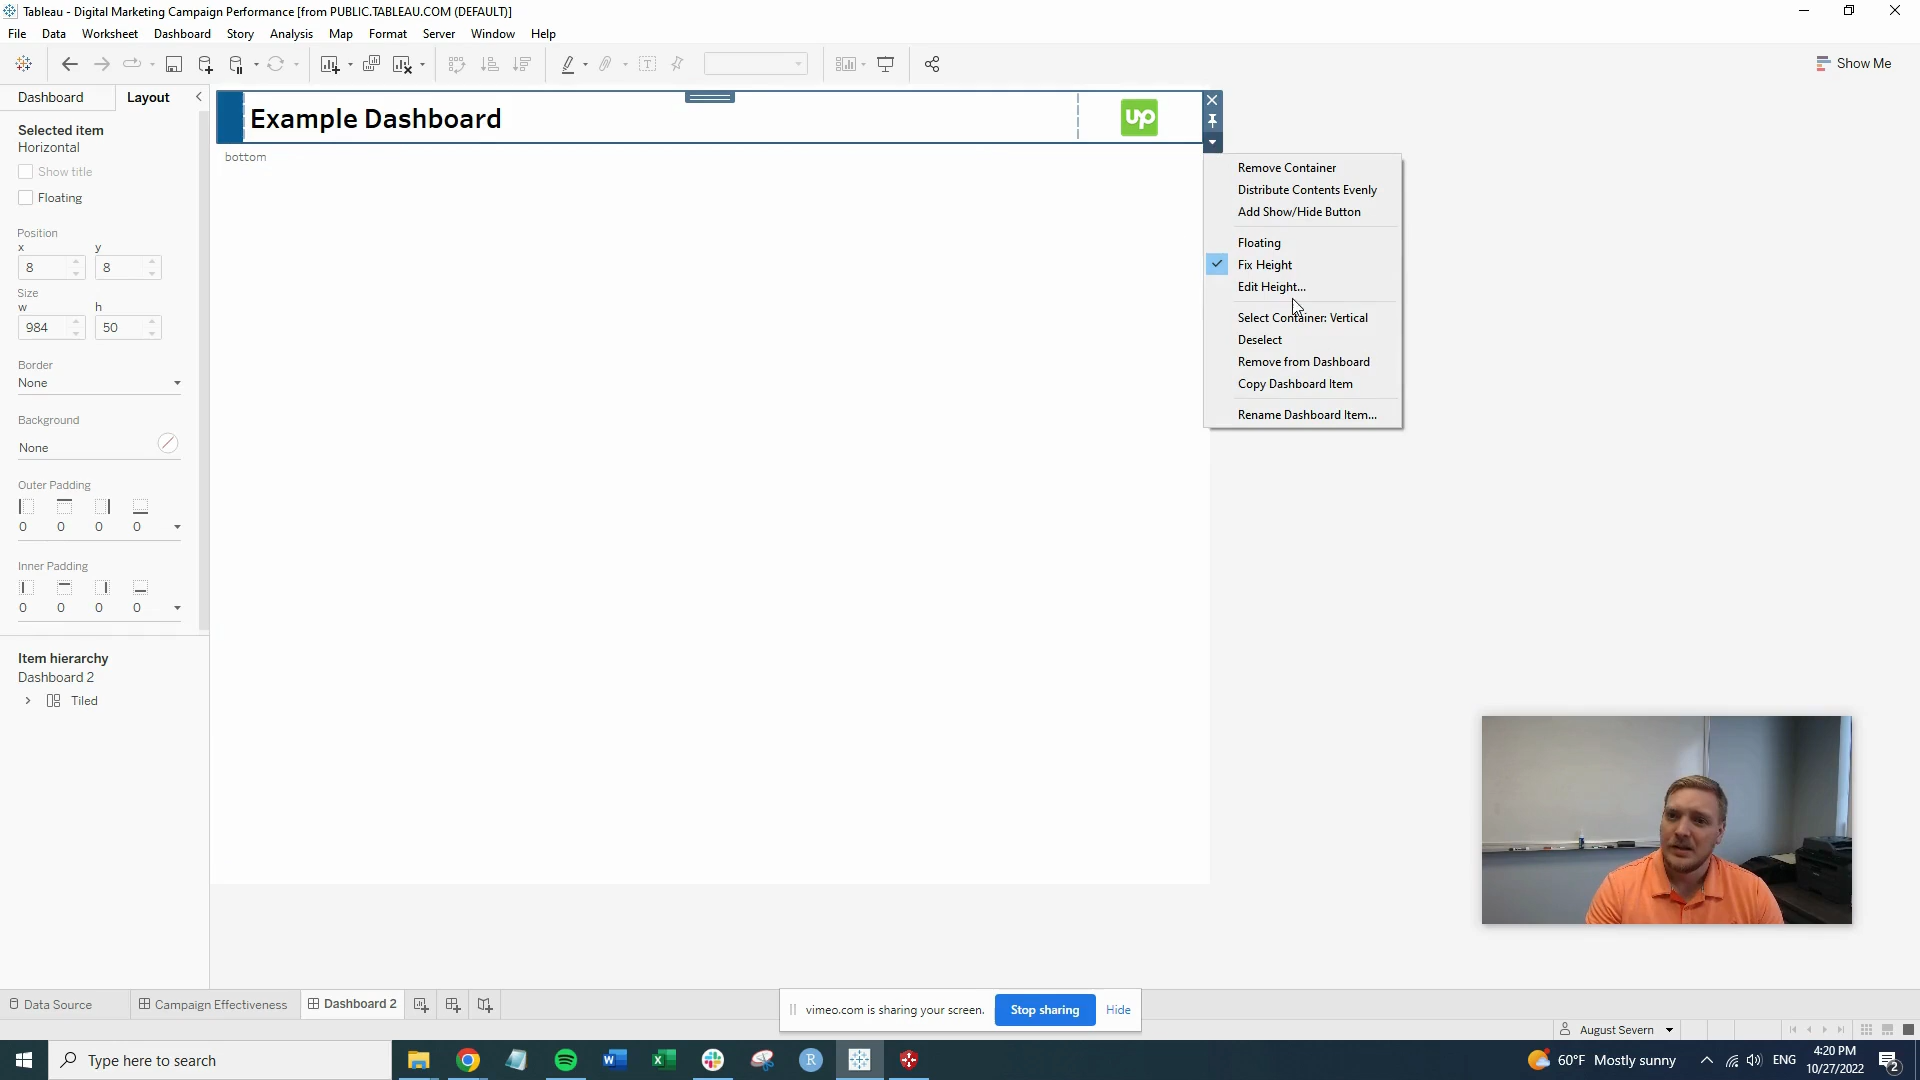 Tableau - Digital Marketing Campaign Performance [from PUBLIC.TABLEAU.COM (DEFAULT)]
File Data Worksheet Dashboard Story Analysis Map Format Server Window Help
Show Me
Dashboard Layout
Example Dashboard
up
bottom
Selected item
Horizontal
Show title
Floating
Position
x y
8 8
Size
w h
984 50
Border
None
Background
None
Outer Padding
0 0 0 0
Inner Padding
0 0 0 0
Item hierarchy
Dashboard 2
Tiled
Remove Container
Distribute Contents Evenly
Add Show/Hide Button
Floating
Fix Height
Edit Height...
Select Container: Vertical
Deselect
Remove from Dashboard
Copy Dashboard Item
Rename Dashboard Item...
Data Source Campaign Effectiveness Dashboard 2
vimeo.com is sharing your screen. Stop sharing Hide
August Severn
Type here to search
60°F Mostly sunny
ENG
4:20 PM
10/27/2022
2